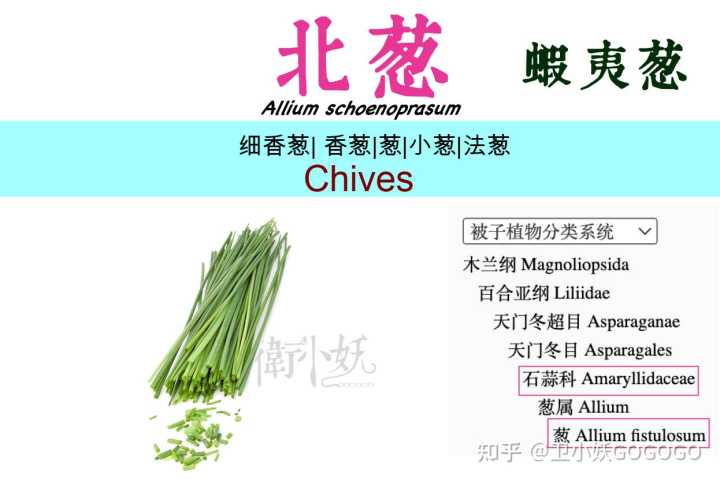 北葱
蝦夷葱
Allium schoenoprasum
细香葱| 香葱|葱|小葱|法葱
Chives
衛小妖
GOGOGO
被子植物分类系统
木兰纲 Magnoliopsida
百合亚纲 Liliidae
天门冬超目 Asparaganae
天门冬目 Asparagales
石蒜科 Amaryllidaceae
葱属 Allium
葱 Allium fistulosum
知乎 @卫小妖GOGOGO